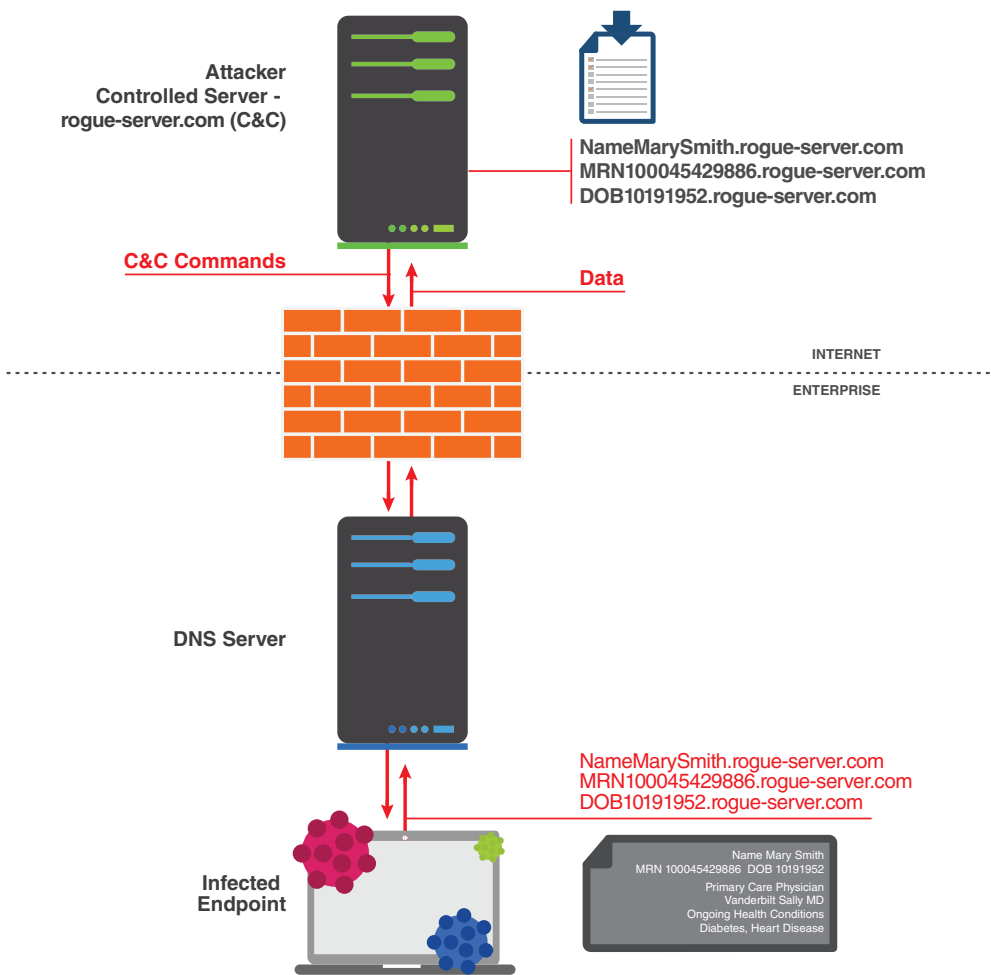 Attacker
Controlled Server -
rogue-server.com (C&C)
NameMarySmith.rogue-server.com
MRN100045429886.rogue-server.com
DOB10191952.rogue-server.com
C&C Commands
Data
INTERNET
ENTERPRISE
DNS Server
NameMarySmith.rogue-server.com
MRN100045429886.rogue-server.com
DOB10191952.rogue-server.com
Infected
Endpoint
Name Mary Smith
MRN 100045429886 DOB 10191952
Primary Care Physician
Vanderbilt Sally MD
Ongoing Health Conditions
Diabetes, Heart Disease